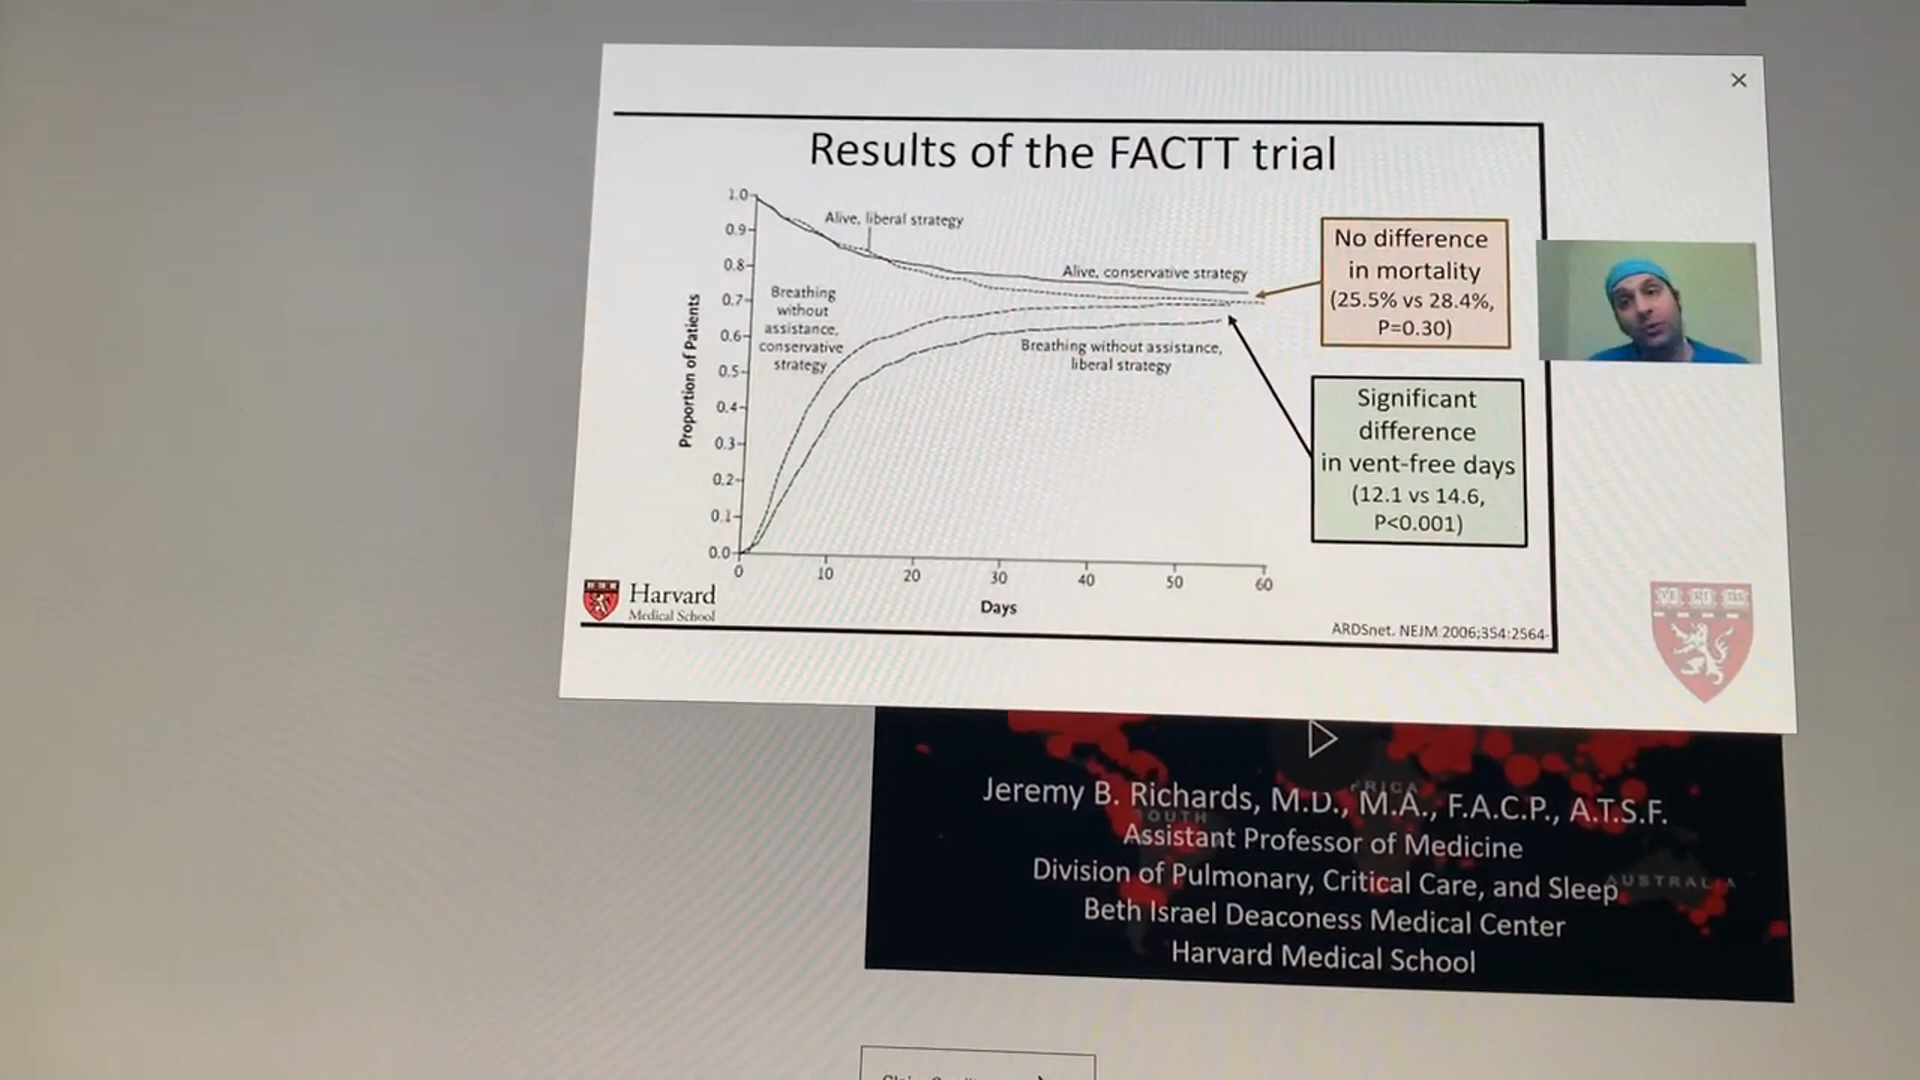 Results of the FACTT trial
1.0
0.9
0.8
0.7
0.6
0.5
0.4
0.3
0.2
0.1
0.0
Proportion of Patients
Alive, liberal strategy
Alive, conservative strategy
Breathing
without
assistance,
conservative
strategy
Breathing without assistance,
liberal strategy
0
10
20
30
40
50
60
Days
No difference
in mortality
(25.5% vs 28.4%,
P=0.30)
Significant
difference
in vent-free days
(12.1 vs 14.6,
P<0.001)
Harvard
Medical School
ARDSnet. NEJM 2006;354:2564-
VE RI TAS
Jeremy B. Richards, M.D., M.A., F.A.C.P., A.T.S.F.
Assistant Professor of Medicine
Division of Pulmonary, Critical Care, and Sleep
AUSTRALIA
Beth Israel Deaconess Medical Center
Harvard Medical School